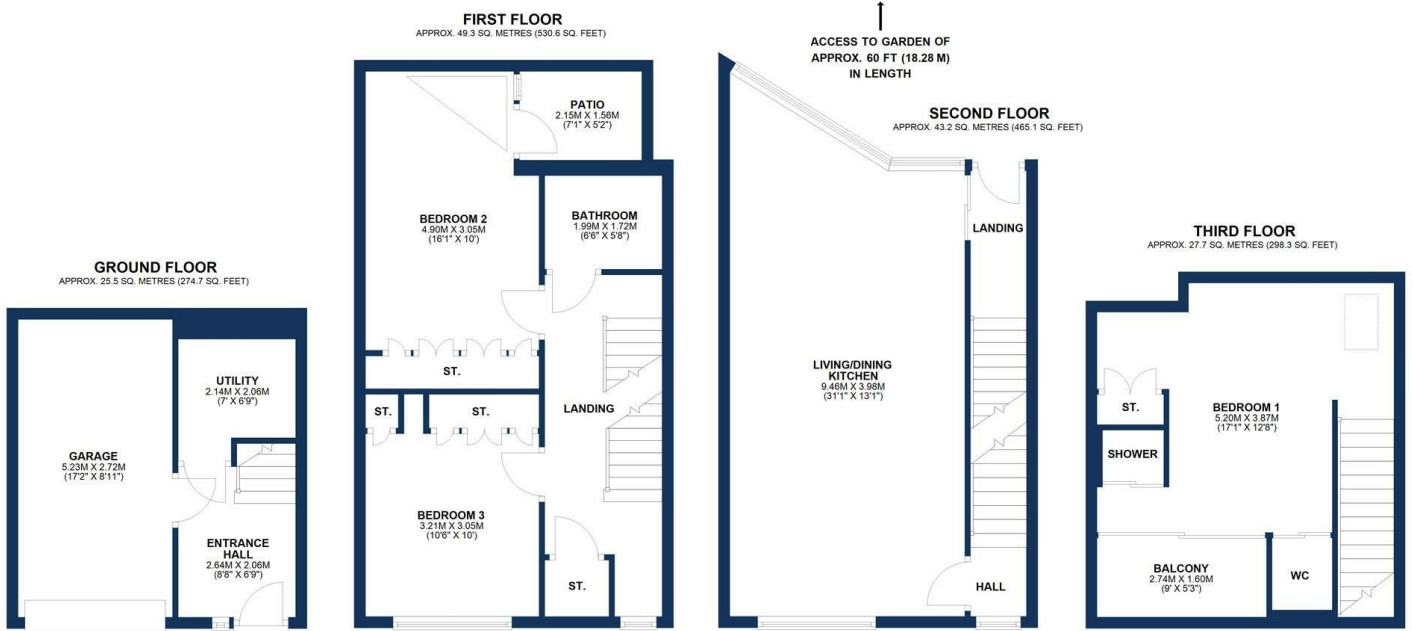 GROUND FLOOR
APPROX. 25.5 SQ. METRES (274.7 SQ. FEET)
UTILITY
2.14M X 2.06M
(7' X 6'9")
GARAGE
5.23M X 2.72M
(17'2" X 8'11")
ENTRANCE
HALL
2.64M X 2.06M
(8'8" X 6'9")
FIRST FLOOR
APPROX. 49.3 SQ. METRES (530.6 SQ. FEET)
PATIO
2.15M X 1.56M
(7'1" X 5'2")
BEDROOM 2
4.90M X 3.05M
(16'1" X 10')
BATHROOM
1.99M X 1.72M
(6'6" X 5'8")
ST.
ST.
ST.
LANDING
BEDROOM 3
3.21M X 3.05M
(10'6" X 10')
ST.
ACCESS TO GARDEN OF
APPROX. 60 FT (18.28 M)
IN LENGTH
SECOND FLOOR
APPROX. 43.2 SQ. METRES (465.1 SQ. FEET)
LANDING
LIVING/DINING
KITCHEN
9.46M X 3.98M
(31'1" X 13'1")
HALL
THIRD FLOOR
APPROX. 27.7 SQ. METRES (298.3 SQ. FEET)
ST.
BEDROOM 1
5.20M X 3.87M
(17'1" X 12'8")
SHOWER
BALCONY
2.74M X 1.60M
(9' X 5'3")
WC